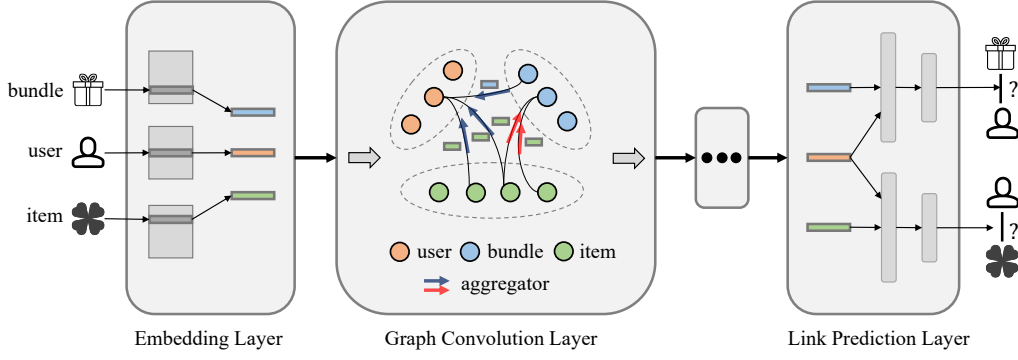 bundle
user
item
user
bundle
item
aggregator
?
?
Embedding Layer
Graph Convolution Layer
Link Prediction Layer